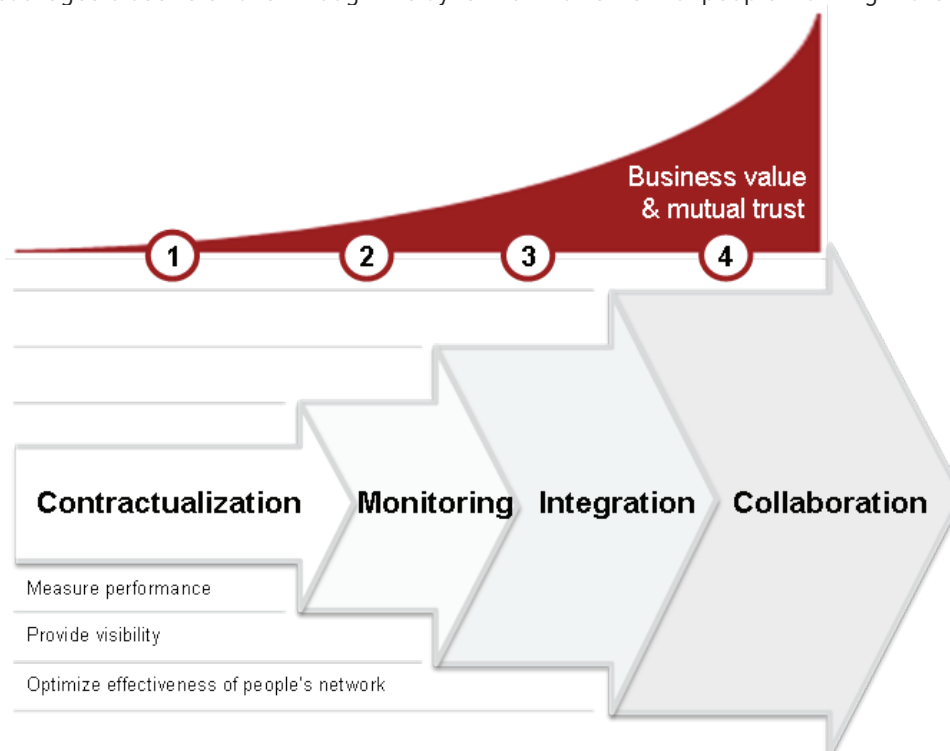 Business value
& mutual trust
1 2 3 4
Contractualization Monitoring Integration Collaboration
Measure performance
Provide visibility
Optimize effectiveness of people's network